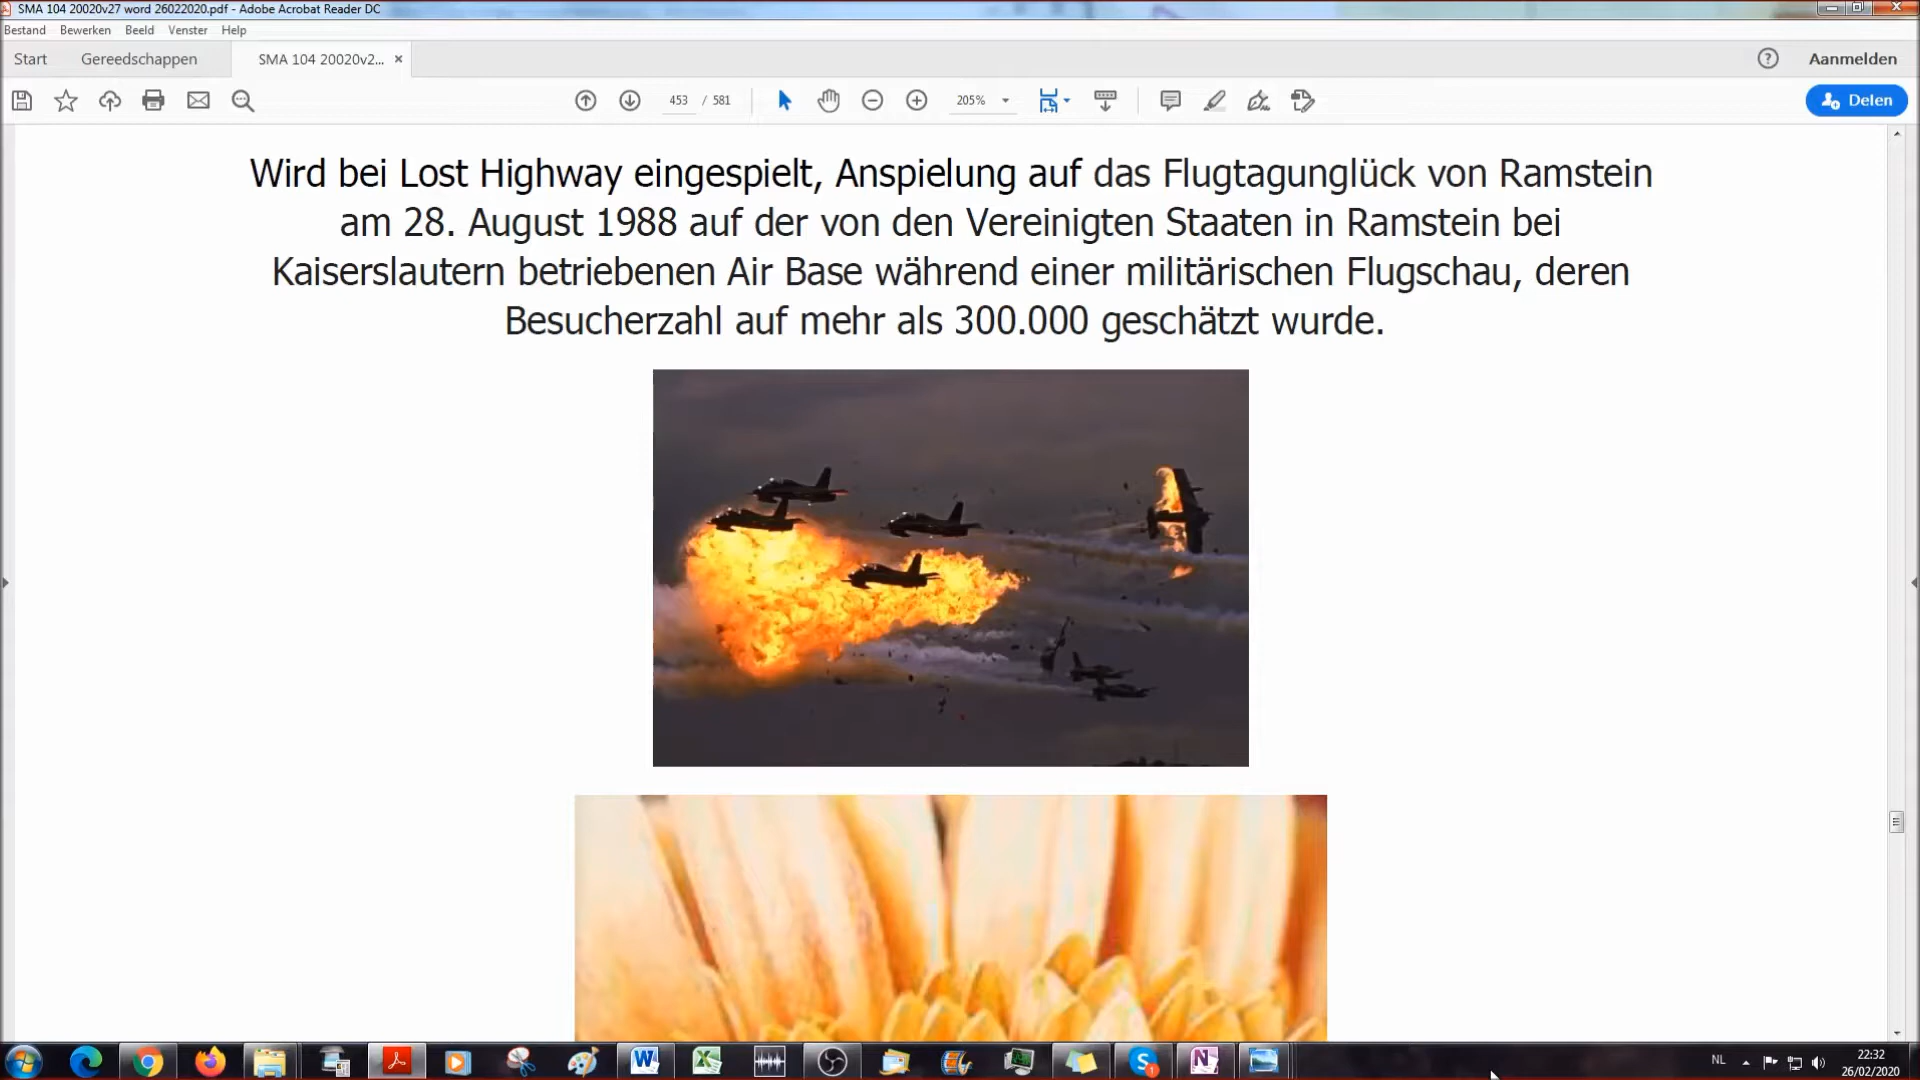 SMA 104 20020v27 word 26022020.pdf - Adobe Acrobat Reader DC
Bestand Bewerken Beeld Venster Help
Start Gereedschappen SMA 104 20020v2... Aanmelden
453 / 581 205% Delen
Wird bei Lost Highway eingespielt, Anspielung auf das Flugtagunglück von Ramstein
am 28. August 1988 auf der von den Vereinigten Staaten in Ramstein bei
Kaiserslautern betriebenen Air Base während einer militärischen Flugschau, deren
Besucherzahl auf mehr als 300.000 geschätzt wurde.
NL 22:32
26/02/2020